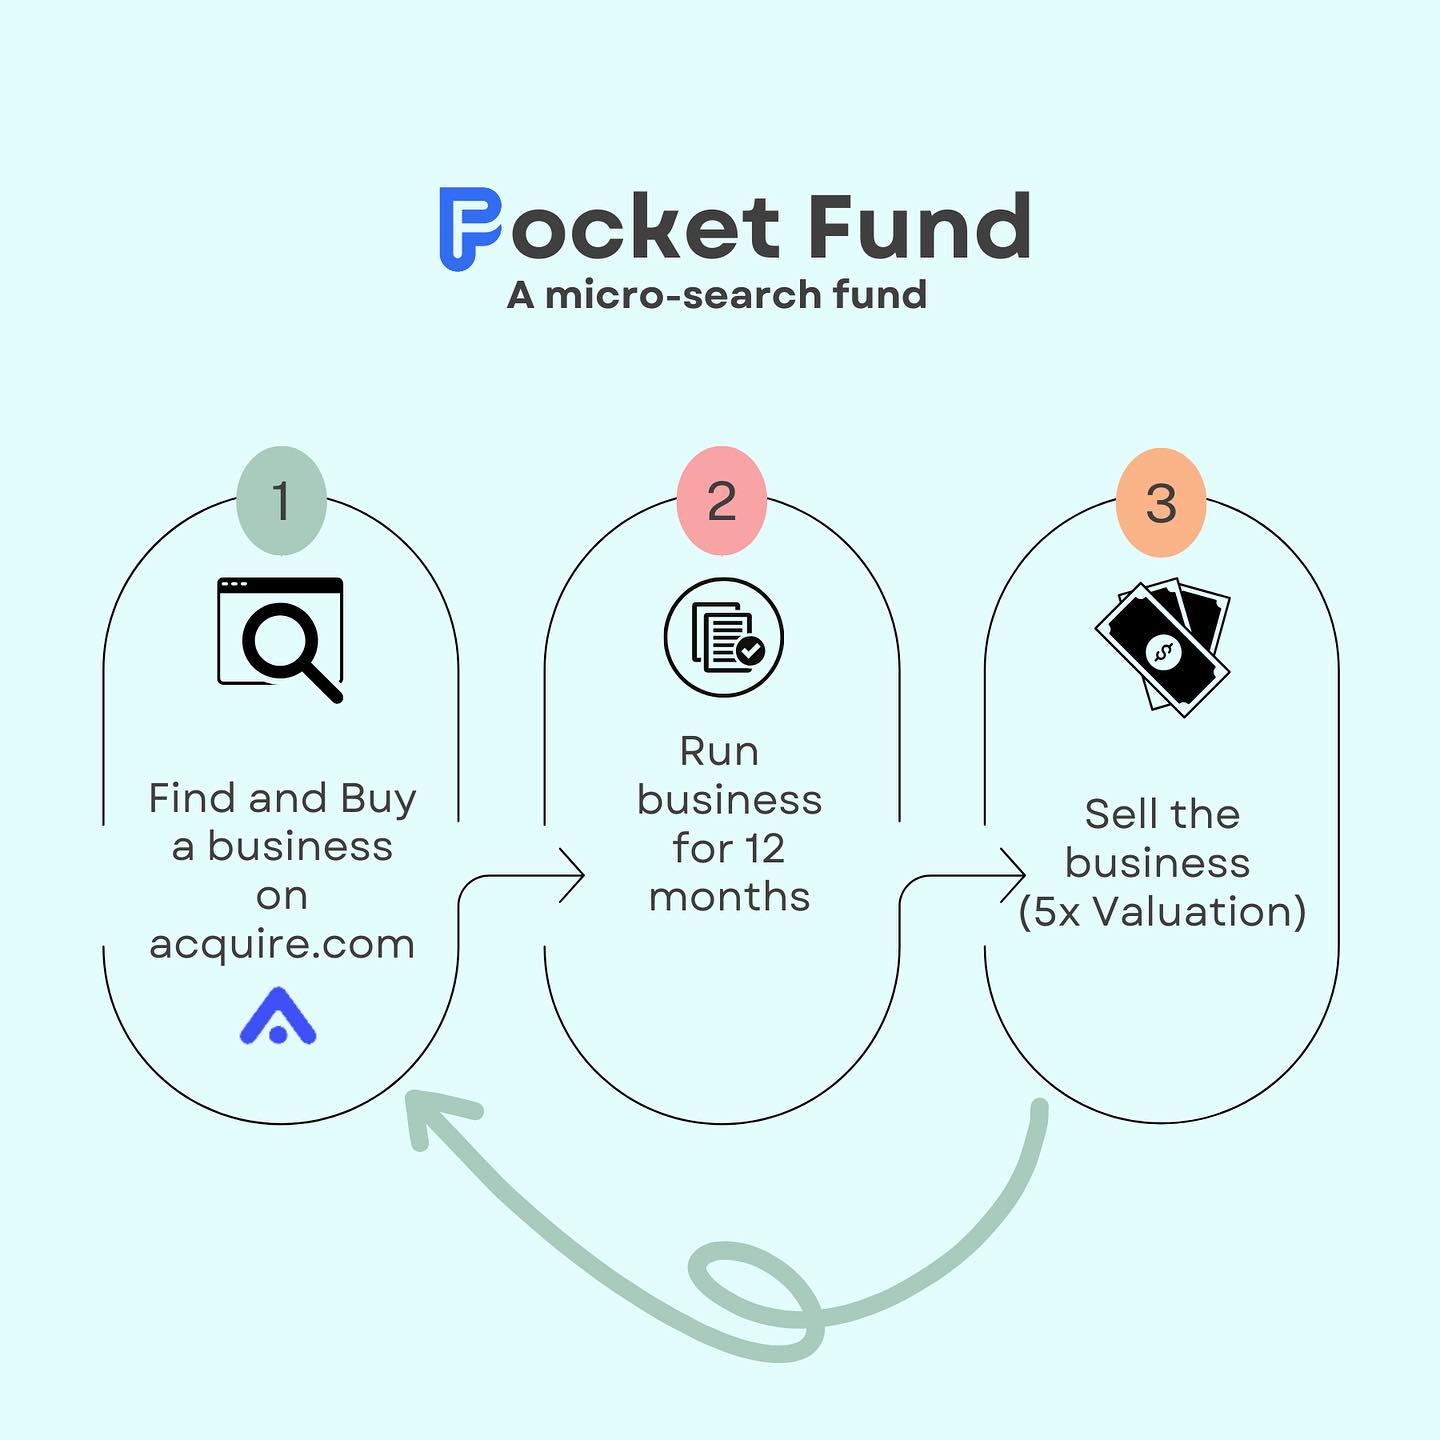 Pocket Fund
A micro-search fund
1
Find and Buy
a business
on
acquire.com
2
Run
business
for 12
months
3
Sell the
business
(5x Valuation)